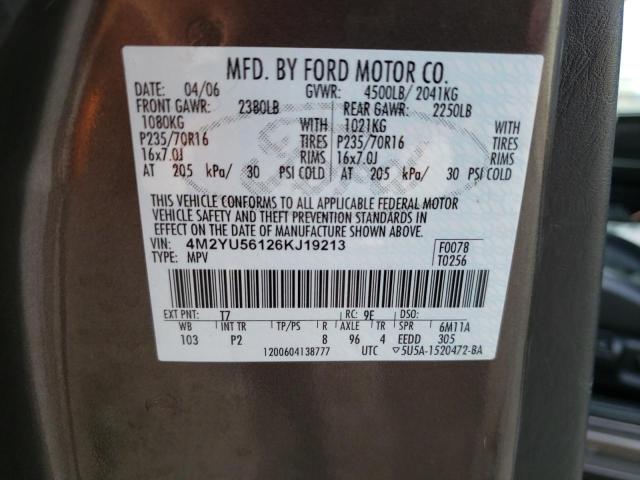 MFD. BY FORD MOTOR CO.
DATE: 04/06 GVWR: 4500LB/ 2041KG
FRONT GAWR: 2380LB REAR GAWR: 2250LB
1080KG WITH 1021KG WITH
P235/70R16 TIRES P235/70R16 TIRES
16x7.0J RIMS 16x7.0J RIMS
AT 205 kPa/ 30 PSI COLD AT 205 kPa/ 30 PSI COLD
THIS VEHICLE CONFORMS TO ALL APPLICABLE FEDERAL MOTOR
VEHICLE SAFETY AND THEFT PREVENTION STANDARDS IN
EFFECT ON THE DATE OF MANUFACTURE SHOWN ABOVE.
VIN: 4M2YU56126KJ19213 F0078
TYPE: MPV T0256
EXT PNT: T7 RC: 9E DSO:
WB INT TR TP/PS R AXLE TR SPR 6M11A
103 P2 8 96 4 EEDD 305
1200604138777 UTC ▽5U5A-1520472-BA